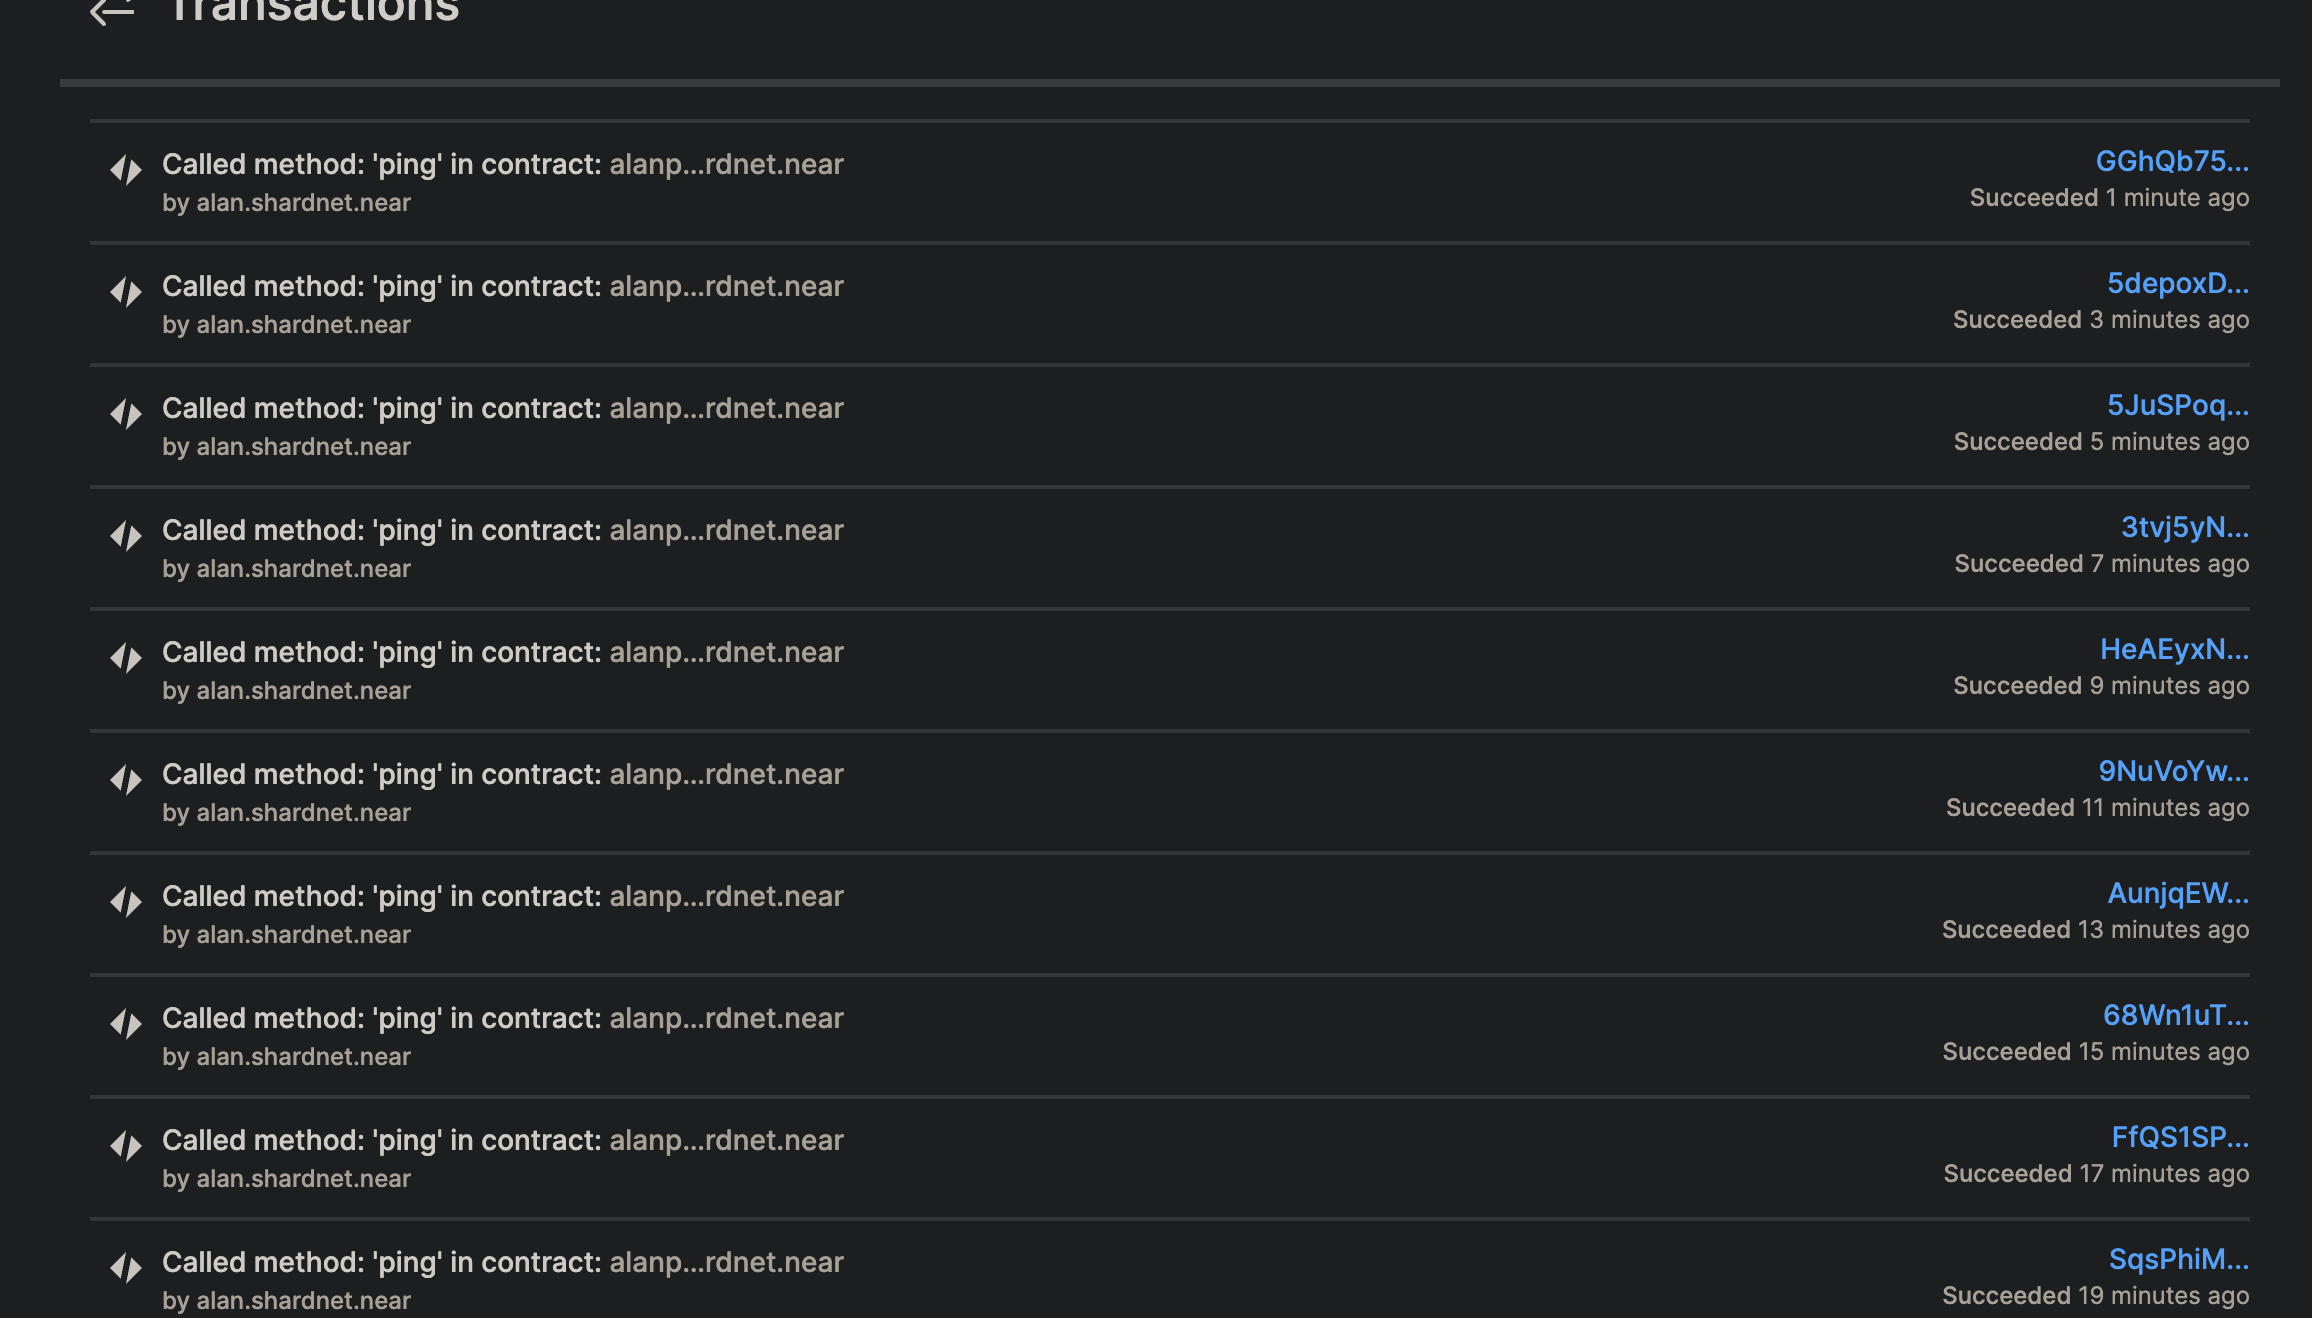 Transactions
Called method: 'ping' in contract: alanp...rdnet.near
GGhQb75...
by alan.shardnet.near
Succeeded 1 minute ago
Called method: 'ping' in contract: alanp...rdnet.near
5depoxD...
by alan.shardnet.near
Succeeded 3 minutes ago
Called method: 'ping' in contract: alanp...rdnet.near
5JuSPoq...
by alan.shardnet.near
Succeeded 5 minutes ago
Called method: 'ping' in contract: alanp...rdnet.near
3tvj5yN...
by alan.shardnet.near
Succeeded 7 minutes ago
Called method: 'ping' in contract: alanp...rdnet.near
HeAEyxN...
by alan.shardnet.near
Succeeded 9 minutes ago
Called method: 'ping' in contract: alanp...rdnet.near
9NuVoYw...
by alan.shardnet.near
Succeeded 11 minutes ago
Called method: 'ping' in contract: alanp...rdnet.near
AunjqEW...
by alan.shardnet.near
Succeeded 13 minutes ago
Called method: 'ping' in contract: alanp...rdnet.near
68Wn1uT...
by alan.shardnet.near
Succeeded 15 minutes ago
Called method: 'ping' in contract: alanp...rdnet.near
FfQS1SP...
by alan.shardnet.near
Succeeded 17 minutes ago
Called method: 'ping' in contract: alanp...rdnet.near
SqsPhiM...
by alan.shardnet.near
Succeeded 19 minutes ago